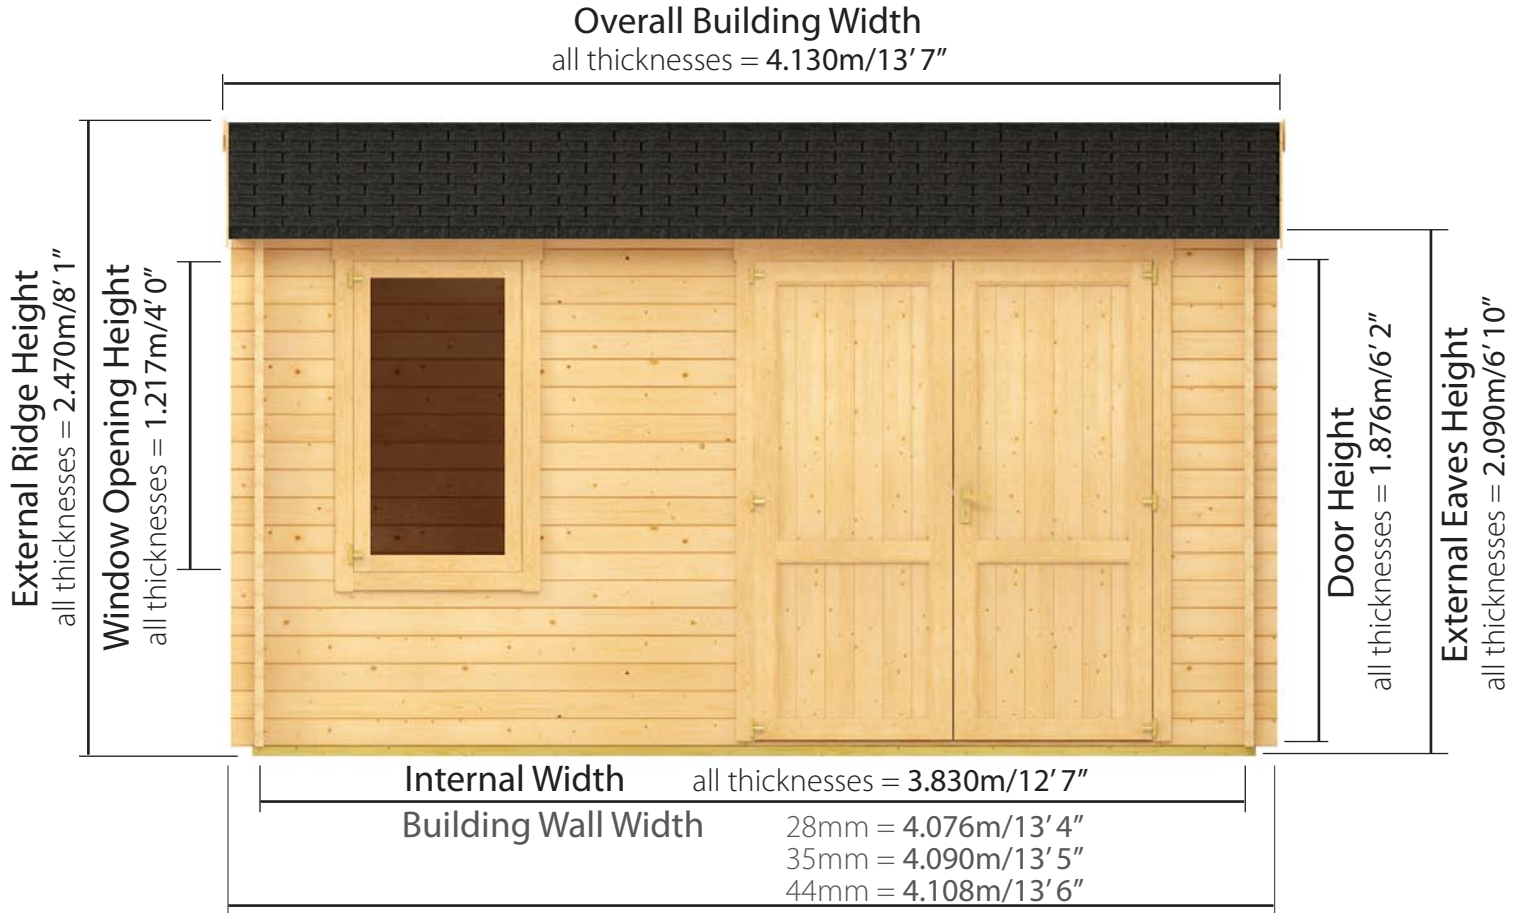 Overall Building Width
all thicknesses = 4.130m/13’ 7”
External Ridge Height
all thicknesses = 2.470m/8’ 1”
Window Opening Height
all thicknesses = 1.217m/4’ 0”
Door Height
all thicknesses = 1.876m/6’ 2”
External Eaves Height
all thicknesses = 2.090m/6’ 10”
Internal Width all thicknesses = 3.830m/12’ 7”
Building Wall Width 28mm = 4.076m/13’ 4”
35mm = 4.090m/13’ 5”
44mm = 4.108m/13’ 6”